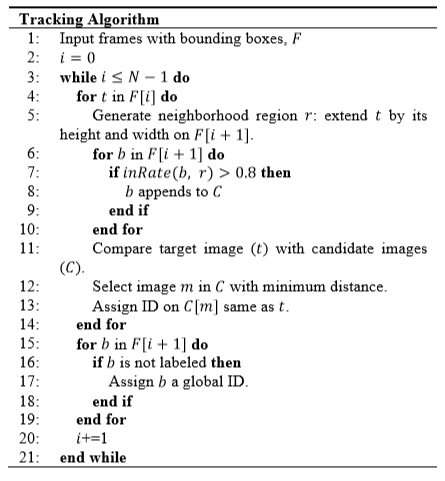 Tracking Algorithm
1: Input frames with bounding boxes, F
2: i = 0
3: while i ≤ N − 1 do
4: for t in F[i] do
5: Generate neighborhood region r: extend t by its
height and width on F[i + 1].
6: for b in F[i + 1] do
7: if inRate(b, r) > 0.8 then
8: b appends to C
9: end if
10: end for
11: Compare target image (t) with candidate images
(C).
12: Select image m in C with minimum distance.
13: Assign ID on C[m] same as t.
14: end for
15: for b in F[i + 1] do
16: if b is not labeled then
17: Assign b a global ID.
18: end if
19: end for
20: i+=1
21: end while